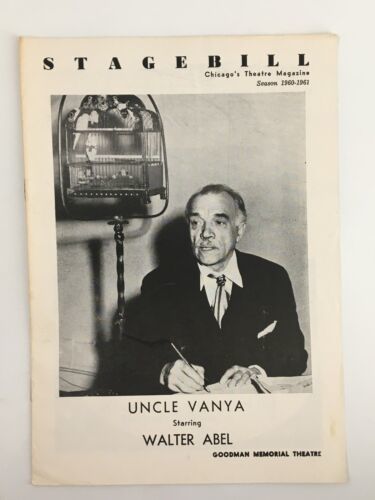 STAGEBILL
Chicago's Theatre Magazine
Season 1960-1961
UNCLE VANYA
Starring
WALTER ABEL
GOODMAN MEMORIAL THEATRE